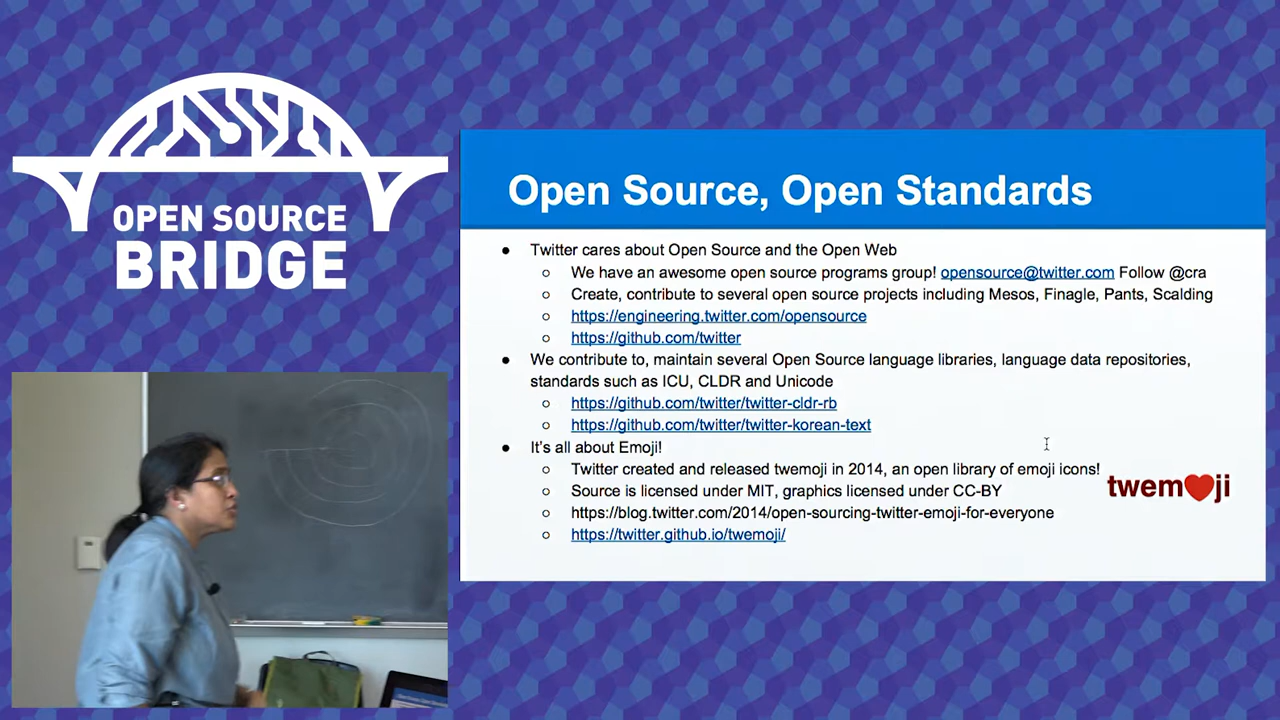 OPEN SOURCE
BRIDGE
Open Source, Open Standards
● Twitter cares about Open Source and the Open Web
○ We have an awesome open source programs group! opensource@twitter.com Follow @cra
○ Create, contribute to several open source projects including Mesos, Finagle, Pants, Scalding
○ https://engineering.twitter.com/opensource
○ https://github.com/twitter
● We contribute to, maintain several Open Source language libraries, language data repositories,
standards such as ICU, CLDR and Unicode
○ https://github.com/twitter/twitter-cldr-rb
○ https://github.com/twitter/twitter-korean-text
● It's all about Emoji!
○ Twitter created and released twemoji in 2014, an open library of emoji icons!
○ Source is licensed under MIT, graphics licensed under CC-BY
○ https://blog.twitter.com/2014/open-sourcing-twitter-emoji-for-everyone
○ https://twitter.github.io/twemoji/
twem❤ji